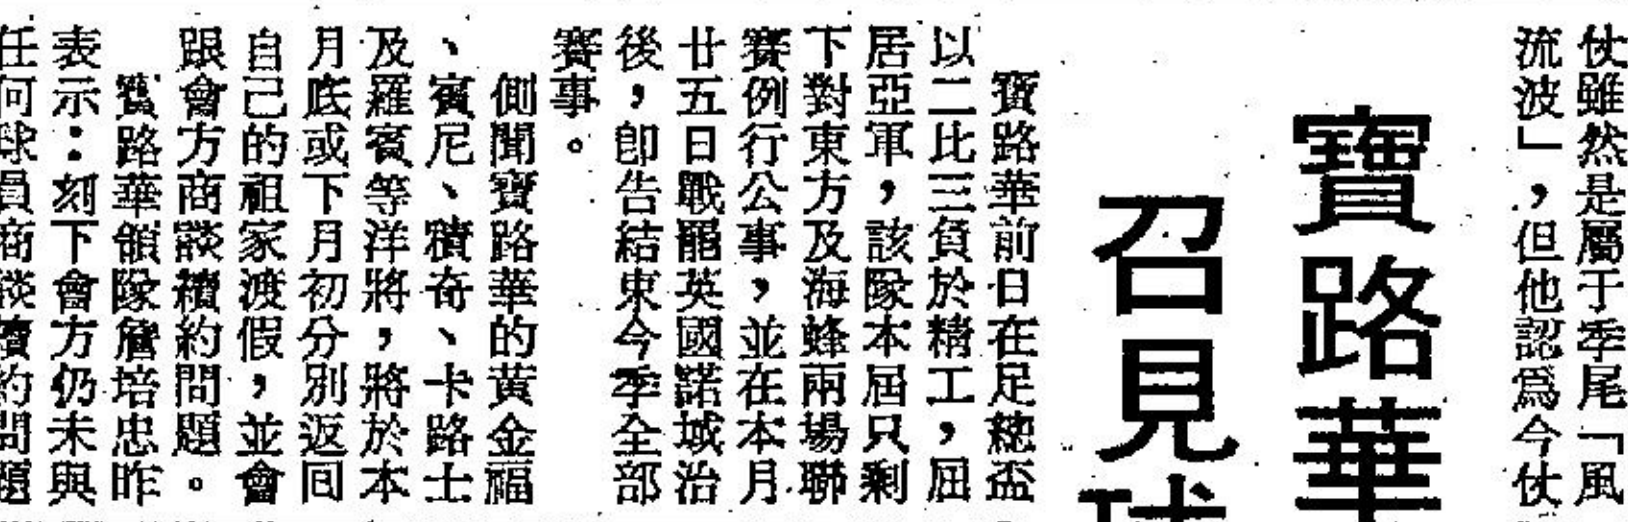 仗雖然是屬于季尾「風
流波」，但他認爲今仗
寶路華
召見球
寶路華前日在足總盃
以二比三負於精工，屈
居亞軍，該隊本屆只剩
下對東方及海蜂兩場聯
賽例行公事，並在本月
廿五日戰罷英國諾域治
後，即告結束今季全部
賽事。
側聞寶路華的黃金福
、賓尼、積奇、卡路士
及羅賓等洋將，將於本
月底或下月初分別返囘
自己的祖家渡假，並會
跟會方商談續約問題。
寶路華領隊詹培忠昨
表示：刻下會方仍未與
任何球員商談續約問題